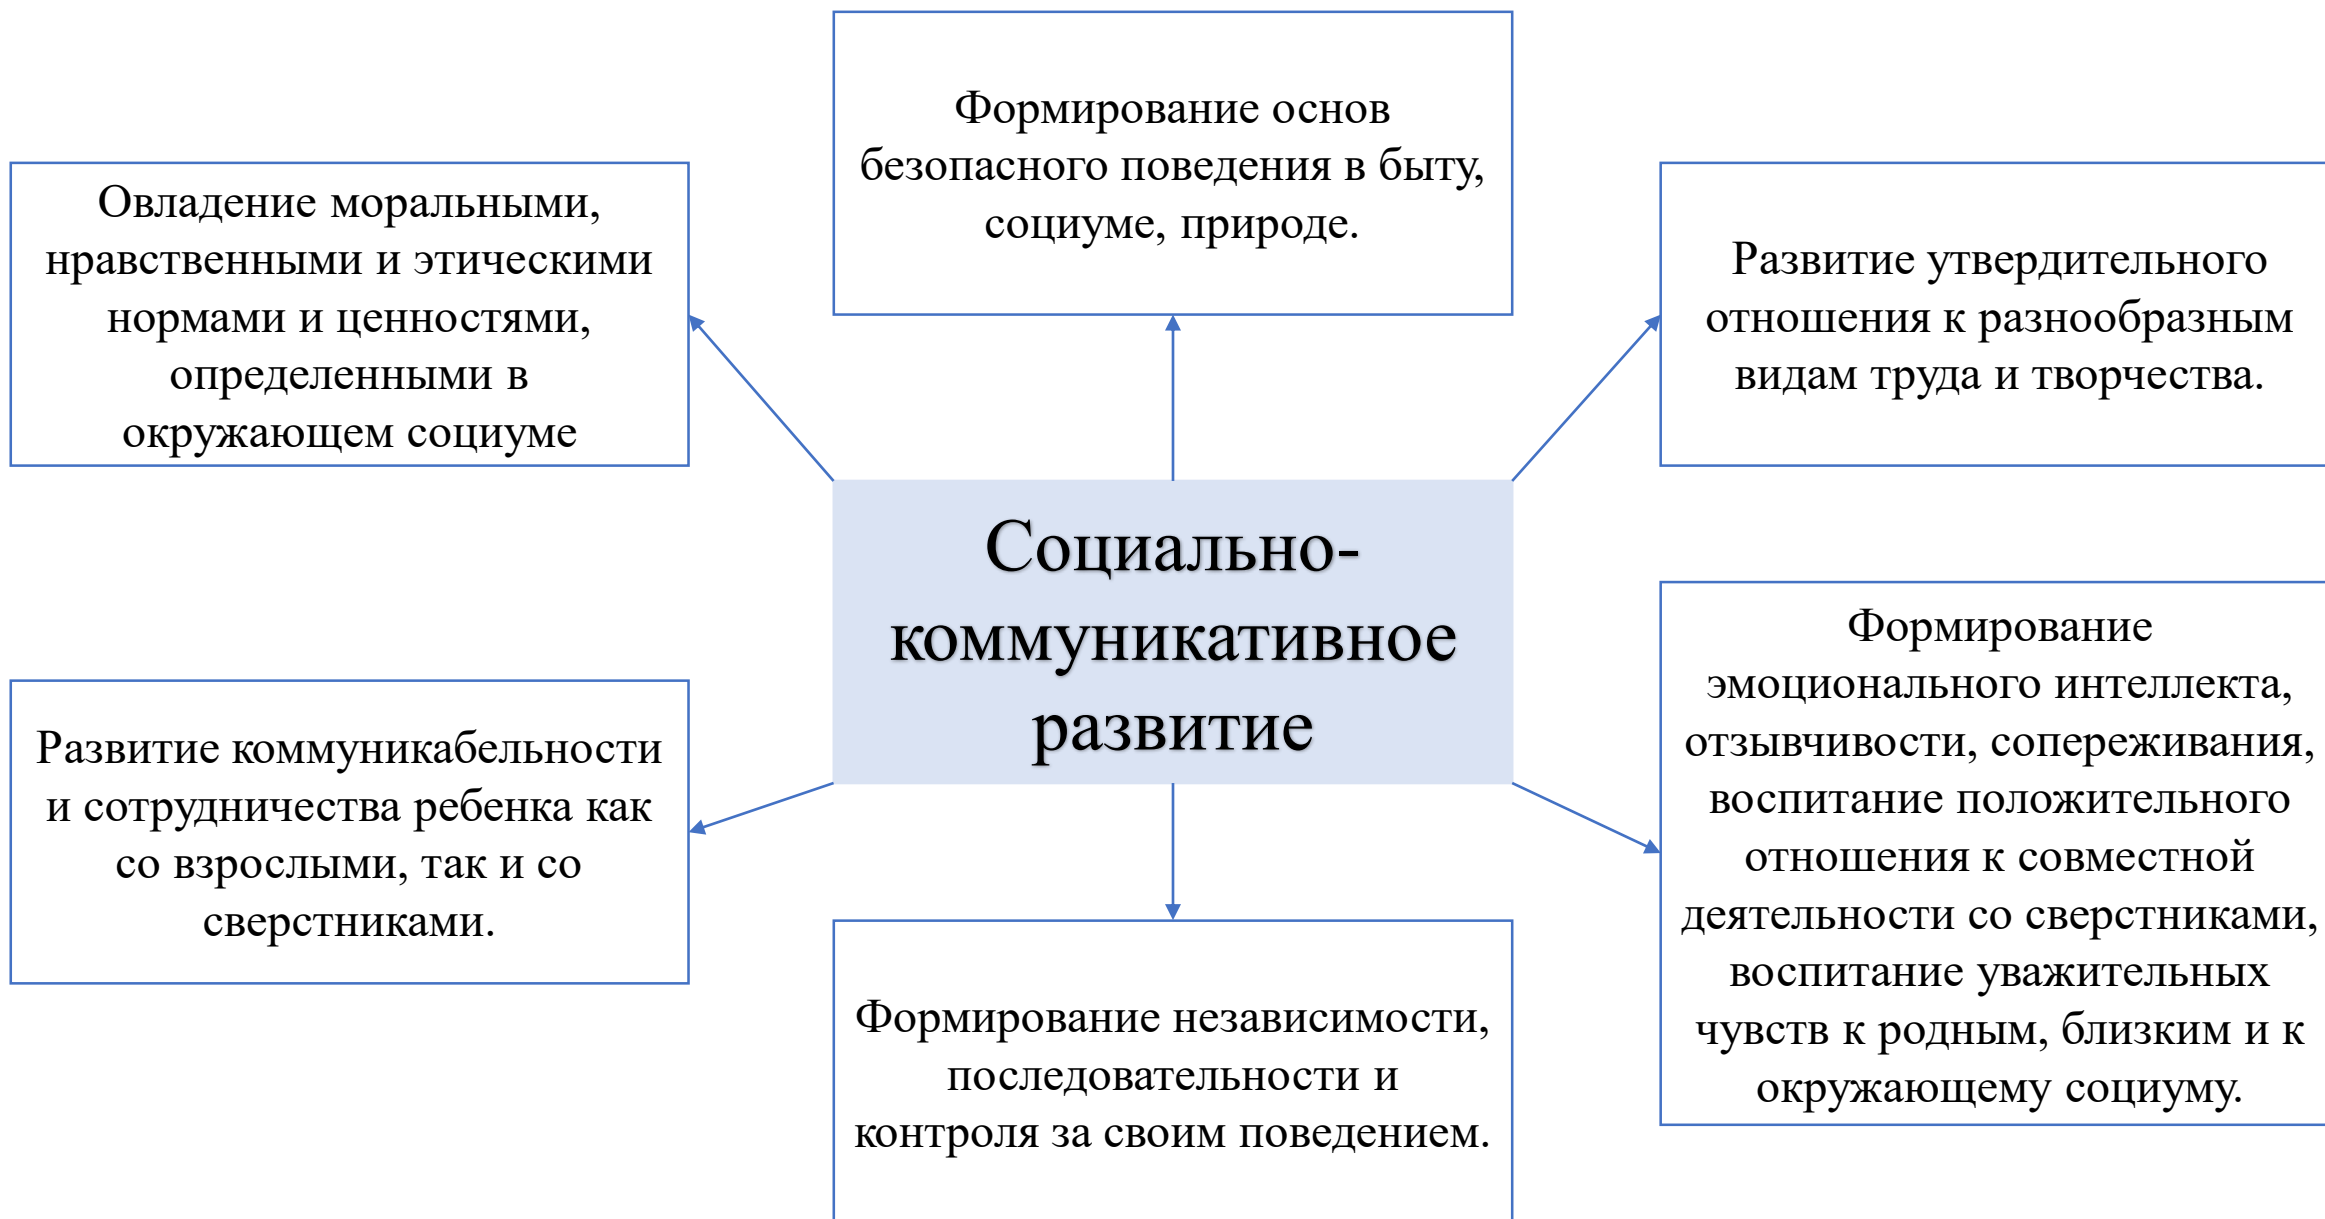 Формирование основ
безопасного поведения в быту,
социуме, природе.
Овладение моральными,
нравственными и этическими
нормами и ценностями,
определенными в
окружающем социуме
Развитие утвердительного
отношения к разнообразным
видам труда и творчества.
Социально-
коммуникативное
развитие
Развитие коммуникабельности
и сотрудничества ребенка как
со взрослыми, так и со
сверстниками.
Формирование
эмоционального интеллекта,
отзывчивости, сопереживания,
воспитание положительного
отношения к совместной
деятельности со сверстниками,
воспитание уважительных
чувств к родным, близким и к
окружающему социуму.
Формирование независимости,
последовательности и
контроля за своим поведением.